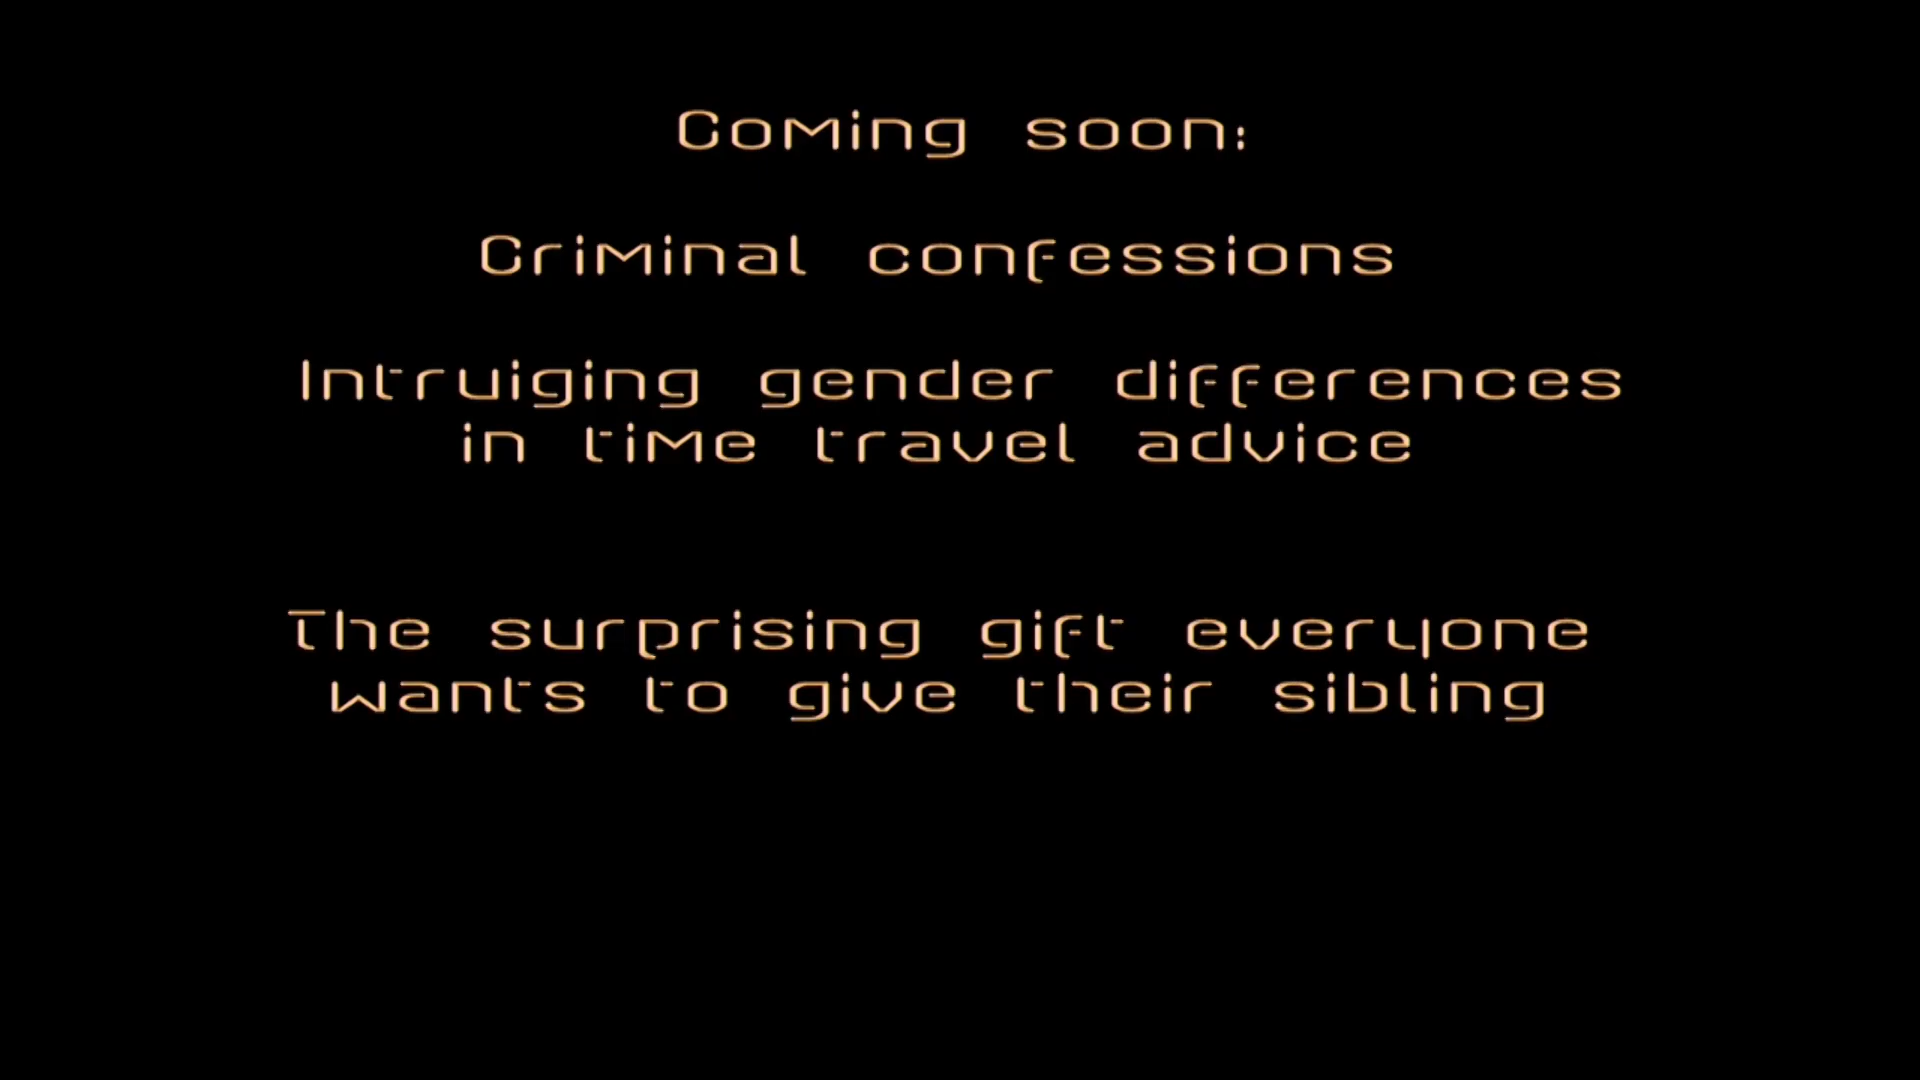 Coming soon:
Criminal confessions
Intruiging gender differences
in time travel advice
The surprising gift everyone
wants to give their sibling